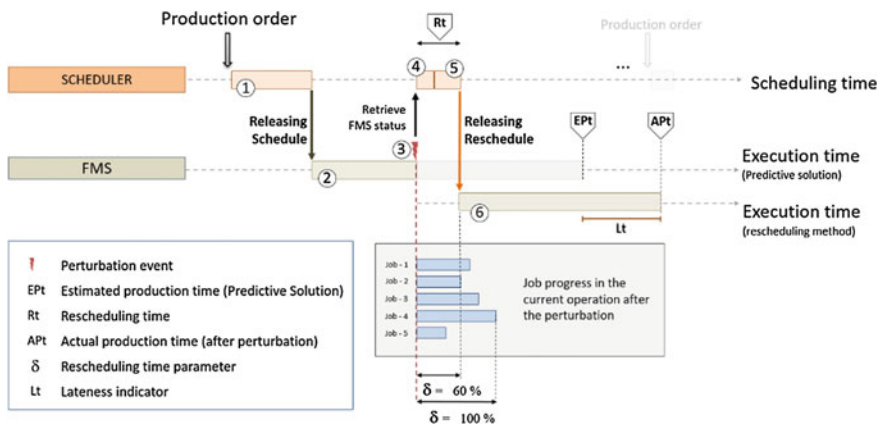 Production order
Rt
Production order
SCHEDULER
1
4
5
...
Scheduling time
Releasing
Schedule
Retrieve
FMS status
Releasing
Reschedule
EPt
APt
3
FMS
2
Execution time
(Predictive solution)
6
Lt
Execution time
(rescheduling method)
Perturbation event
EPt Estimated production time (Predictive Solution)
Rt Rescheduling time
APt Actual production time (after perturbation)
δ Rescheduling time parameter
Lt Lateness indicator
Job - 1
Job - 2
Job - 3
Job - 4
Job - 5
Job progress in the
current operation after
the perturbation
δ = 60 %
δ = 100 %